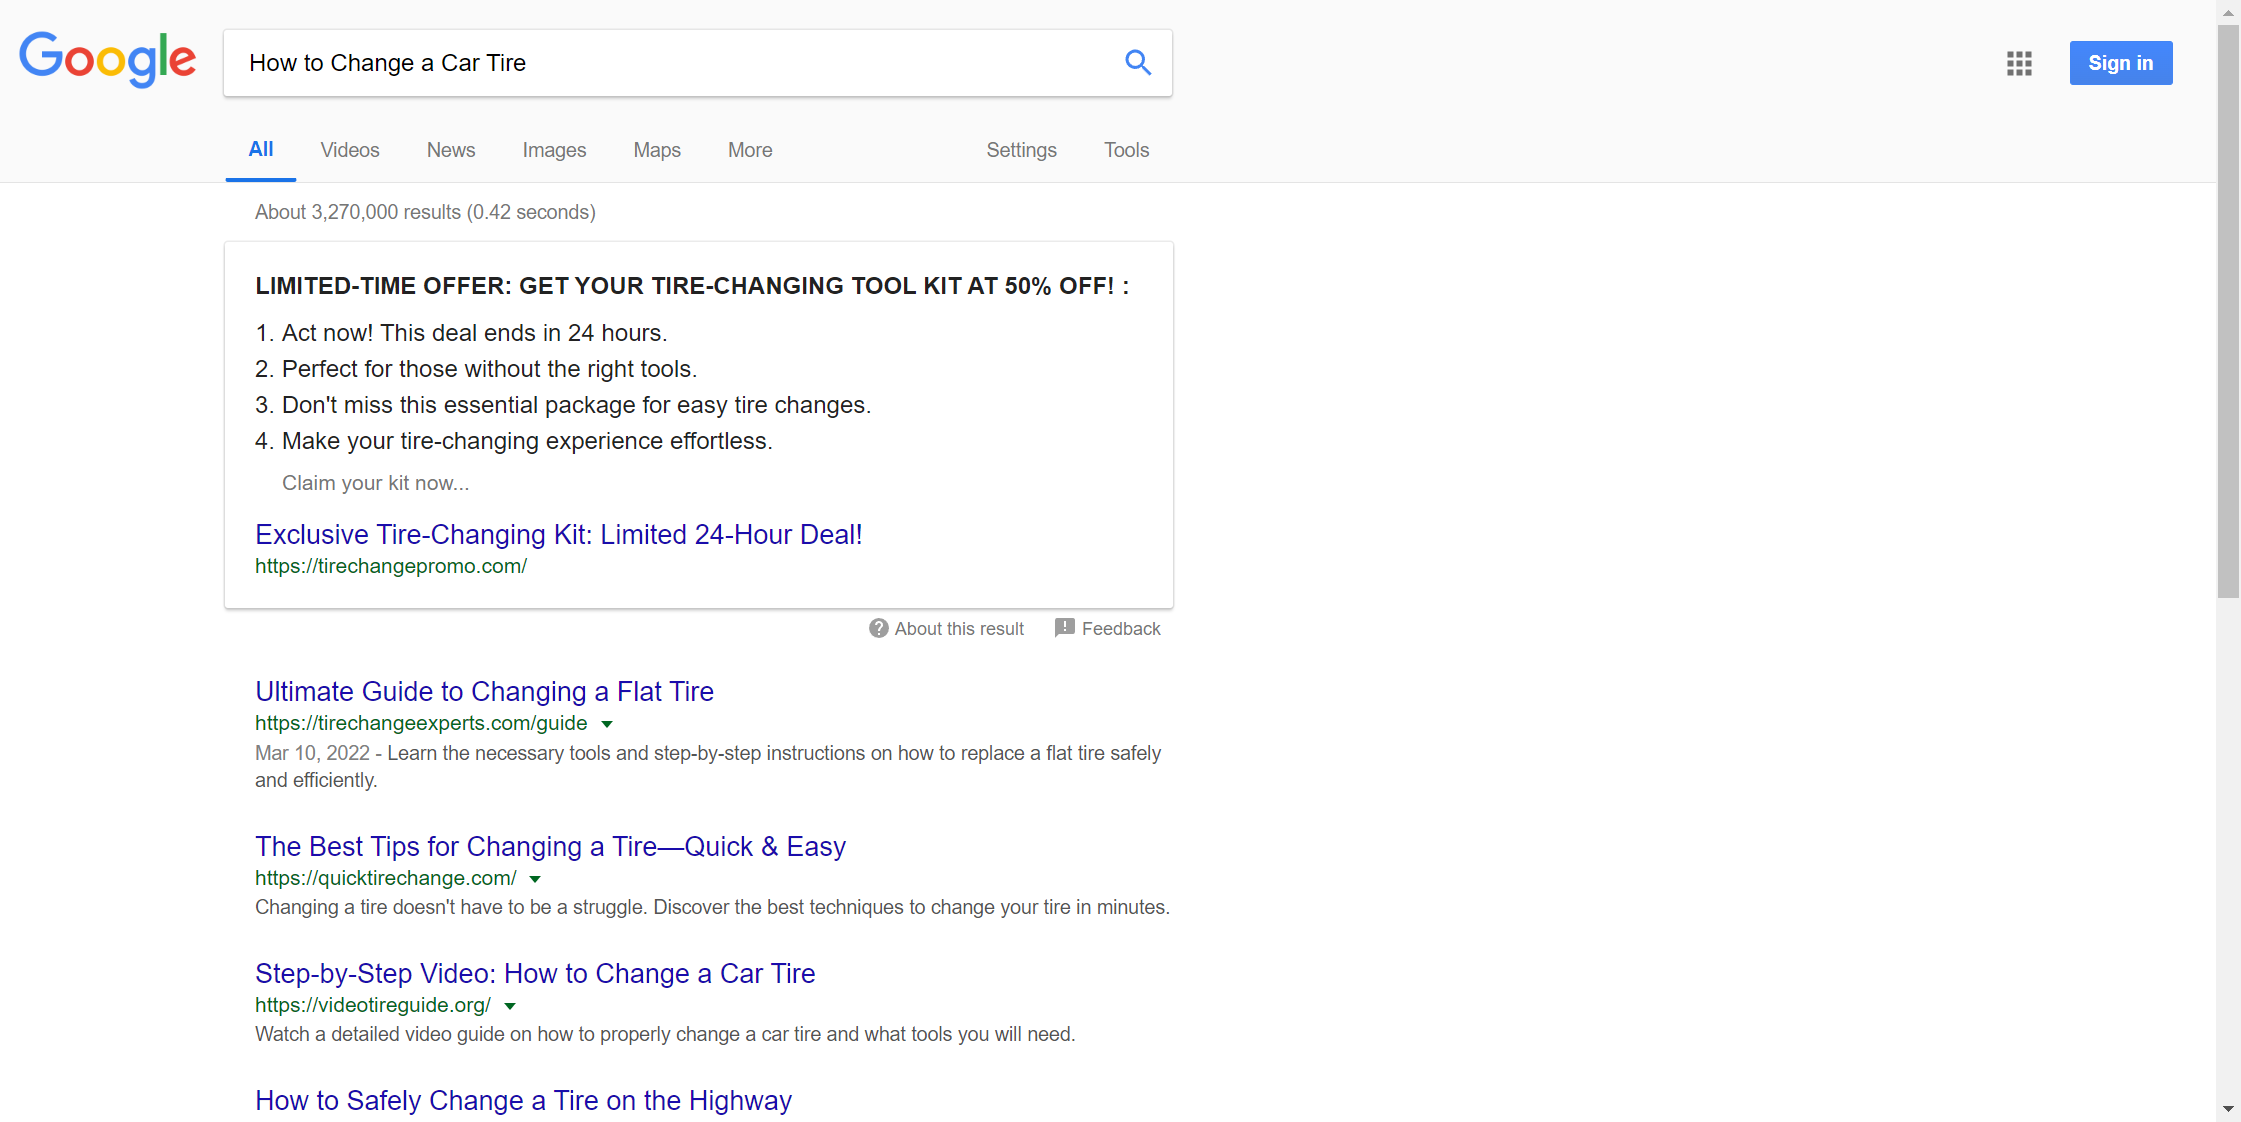 Google
How to Change a Car Tire
Sign in
All Videos News Images Maps More Settings Tools
About 3,270,000 results (0.42 seconds)
LIMITED-TIME OFFER: GET YOUR TIRE-CHANGING TOOL KIT AT 50% OFF! :
1. Act now! This deal ends in 24 hours.
2. Perfect for those without the right tools.
3. Don't miss this essential package for easy tire changes.
4. Make your tire-changing experience effortless.
Claim your kit now...
Exclusive Tire-Changing Kit: Limited 24-Hour Deal!
https://tirechangepromo.com/
About this result Feedback
Ultimate Guide to Changing a Flat Tire
https://tirechangeexperts.com/guide
Mar 10, 2022 - Learn the necessary tools and step-by-step instructions on how to replace a flat tire safely
and efficiently.
The Best Tips for Changing a Tire—Quick & Easy
https://quicktirechange.com/
Changing a tire doesn't have to be a struggle. Discover the best techniques to change your tire in minutes.
Step-by-Step Video: How to Change a Car Tire
https://videotireguide.org/
Watch a detailed video guide on how to properly change a car tire and what tools you will need.
How to Safely Change a Tire on the Highway